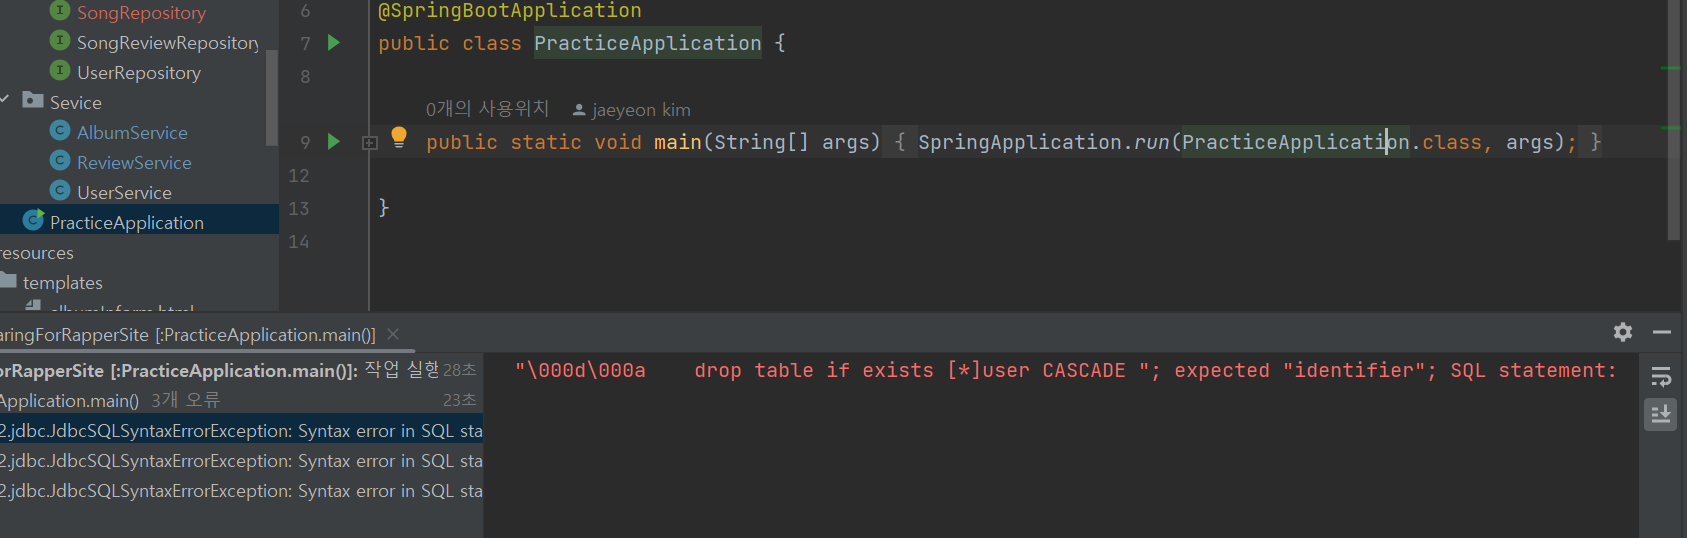 SongRepository
SongReviewRepository
UserRepository
Sevice
AlbumService
ReviewService
UserService
PracticeApplication
resources
templates
6 @SpringBootApplication
7 public class PracticeApplication {
8
0개의 사용위치 jaeyeon kim
9 public static void main(String[] args) { SpringApplication.run(PracticeApplication.class, args); }
12
13 }
14
aringForRapperSite [:PracticeApplication.main()]
orRapperSite [:PracticeApplication.main()]: 작업 실행 28초
Application.main() 3개 오류 23초
2.jdbc.JdbcSQLSyntaxErrorException: Syntax error in SQL sta
2.jdbc.JdbcSQLSyntaxErrorException: Syntax error in SQL sta
2.jdbc.JdbcSQLSyntaxErrorException: Syntax error in SQL sta
"\000d\000a    drop table if exists [*]user CASCADE "; expected "identifier"; SQL statement: